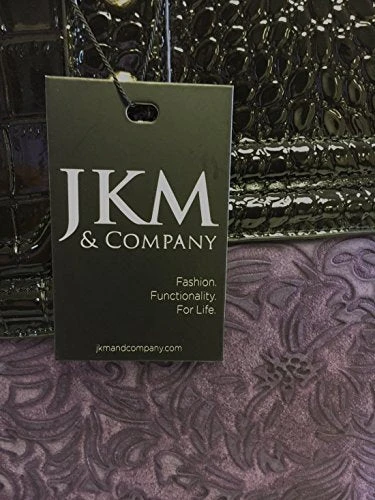 JKM
& COMPANY
Fashion.
Functionality.
For Life.
jkmandcompany.com